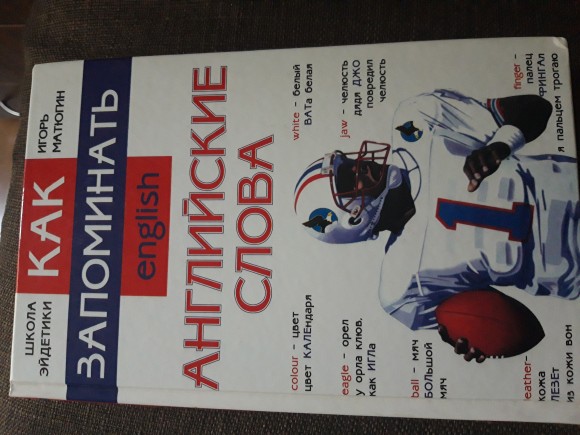 ШКОЛА
ЭЙДЕТИКИ
ИГОРЬ
МАТЮГИН
КАК
ЗАПОМИНАТЬ
english
АНГЛИЙСКИЕ
СЛОВА
colour – цвет
цвет КАЛЕндаря
white – белый
ВАТа белая
eagle – орел
у орла клюв,
как ИГла
jaw – челюсть
дядя ДЖО
повредил
челюсть
ball – мяч
БОЛьшой
мяч
eather-
кожа
ЛЕЗЕт
из кожи вон
finger –
палец
ФИНГАл
я пальцем трогаю
1